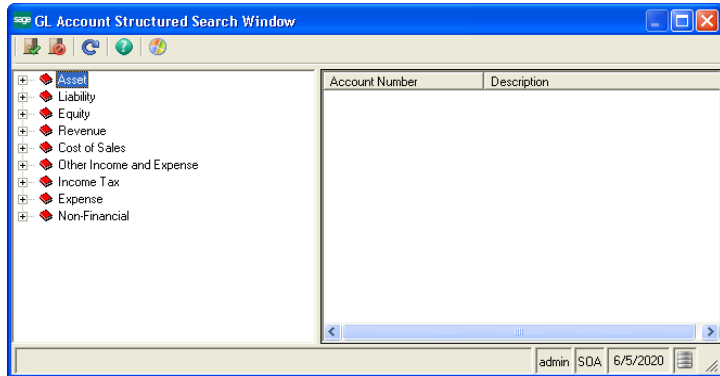 sage GL Account Structured Search Window
Asset
Liability
Equity
Revenue
Cost of Sales
Other Income and Expense
Income Tax
Expense
Non-Financial
Account Number Description
admin SOA 6/5/2020